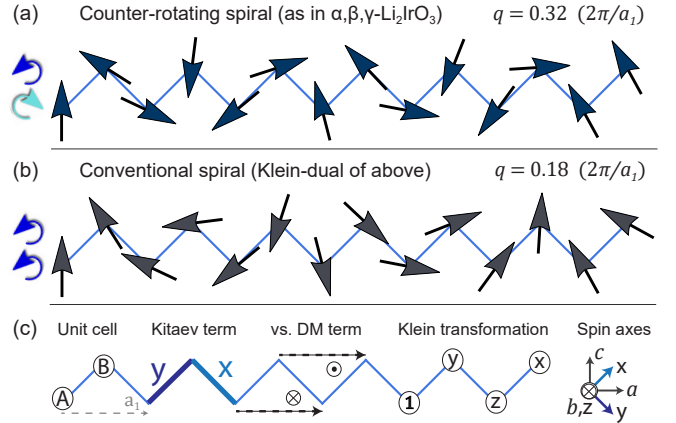 (a) Counter-rotating spiral (as in α,β,γ-Li₂IrO₃) q = 0.32 (2π/a₁)
(b) Conventional spiral (Klein-dual of above) q = 0.18 (2π/a₁)
(c) Unit cell Kitaev term vs. DM term Klein transformation Spin axes
A B a₁ y x 1 y z x c x a b,z y